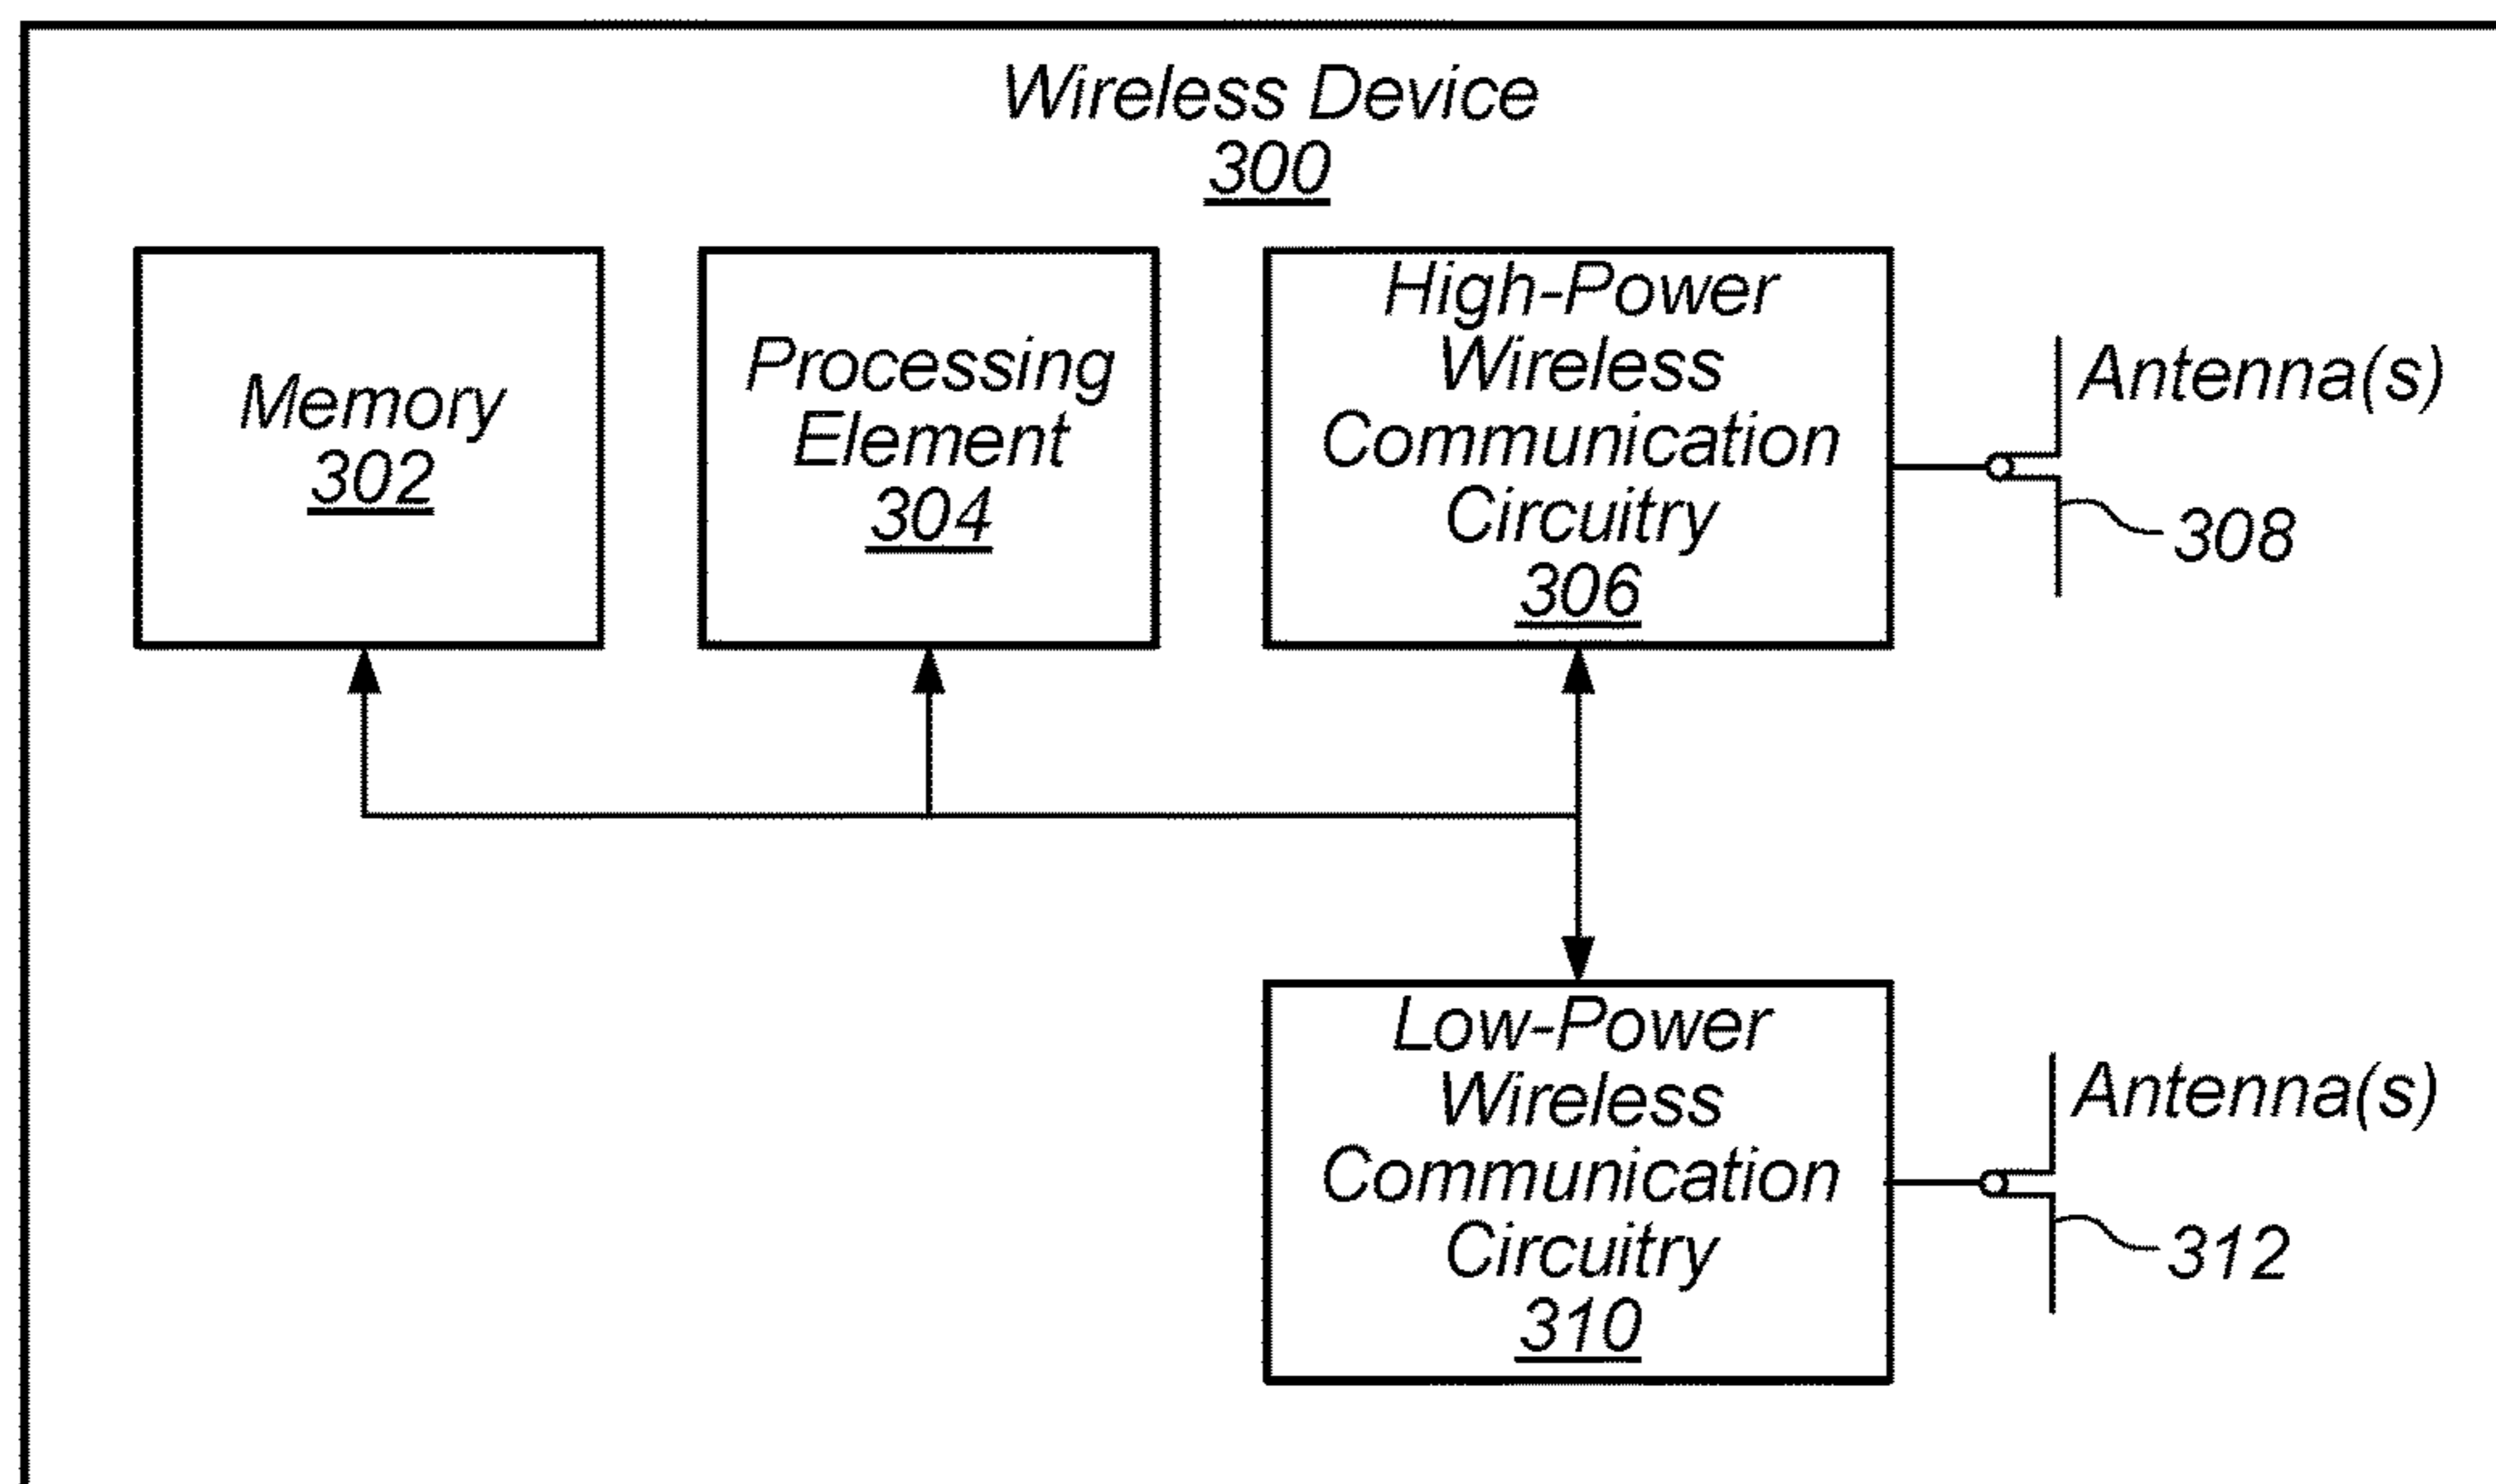 Wireless Device
300
Memory
302
Processing
Element
304
High-Power
Wireless
Communication
Circuitry
306
Antenna(s)
308
Low-Power
Wireless
Communication
Circuitry
310
Antenna(s)
312